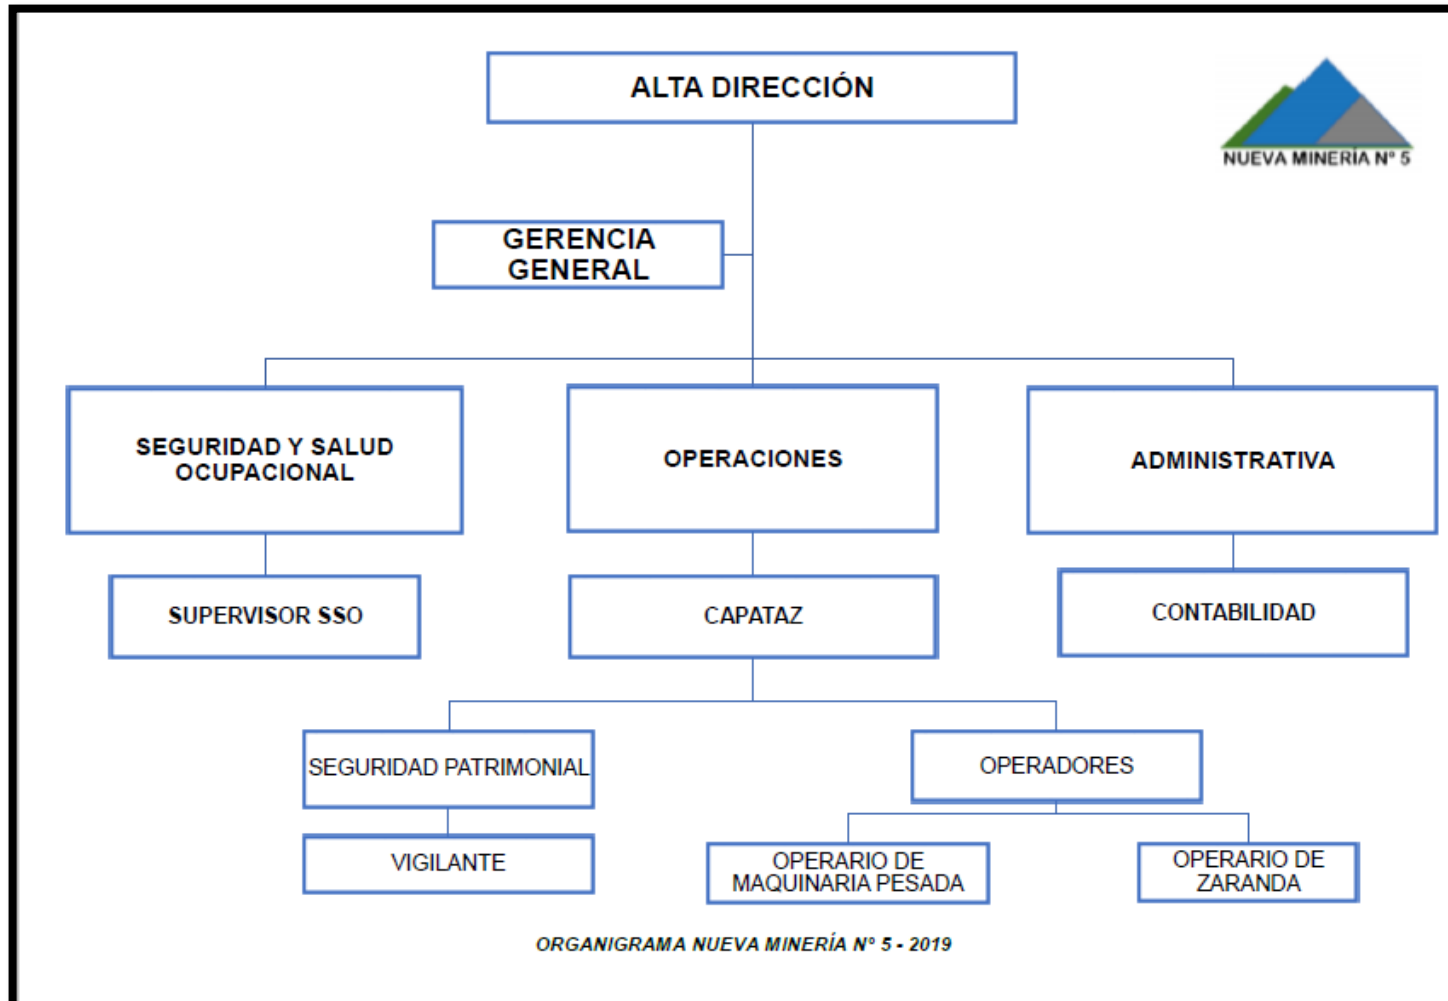 ALTA DIRECCIÓN
NUEVA MINERÍA Nº 5
GERENCIA
GENERAL
SEGURIDAD Y SALUD
OCUPACIONAL
OPERACIONES
ADMINISTRATIVA
SUPERVISOR SSO
CAPATAZ
CONTABILIDAD
SEGURIDAD PATRIMONIAL
OPERADORES
VIGILANTE
OPERARIO DE
MAQUINARIA PESADA
OPERARIO DE
ZARANDA
ORGANIGRAMA NUEVA MINERÍA Nº 5 - 2019